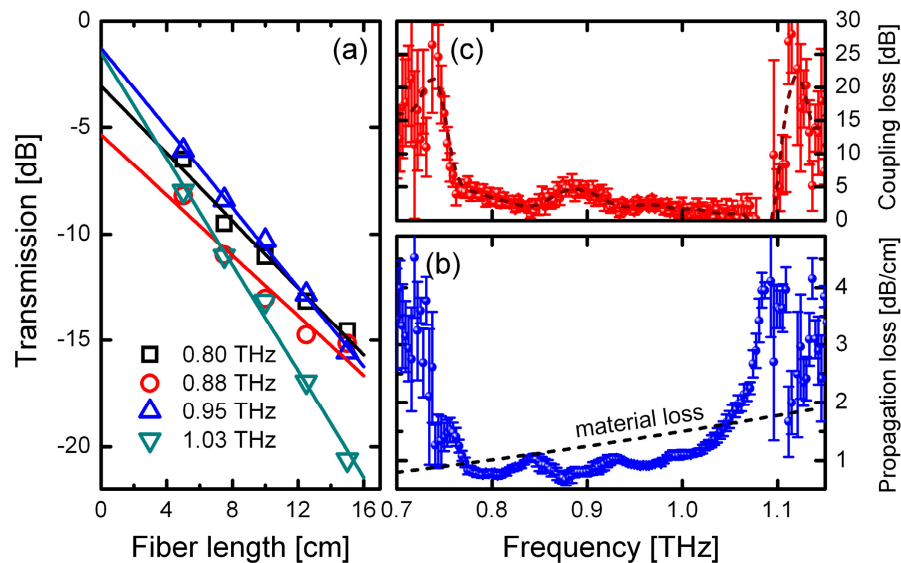 0
-5
-10
-15
-20
Transmission [dB]
(a)
0.80 THz
0.88 THz
0.95 THz
1.03 THz
0 4 8 12 16
Fiber length [cm]
(c)
30
25
20
15
10
5
0
Coupling loss [dB]
(b)
material loss
4
3
2
1
Propagation loss [dB/cm]
0.7 0.8 0.9 1.0 1.1
Frequency [THz]